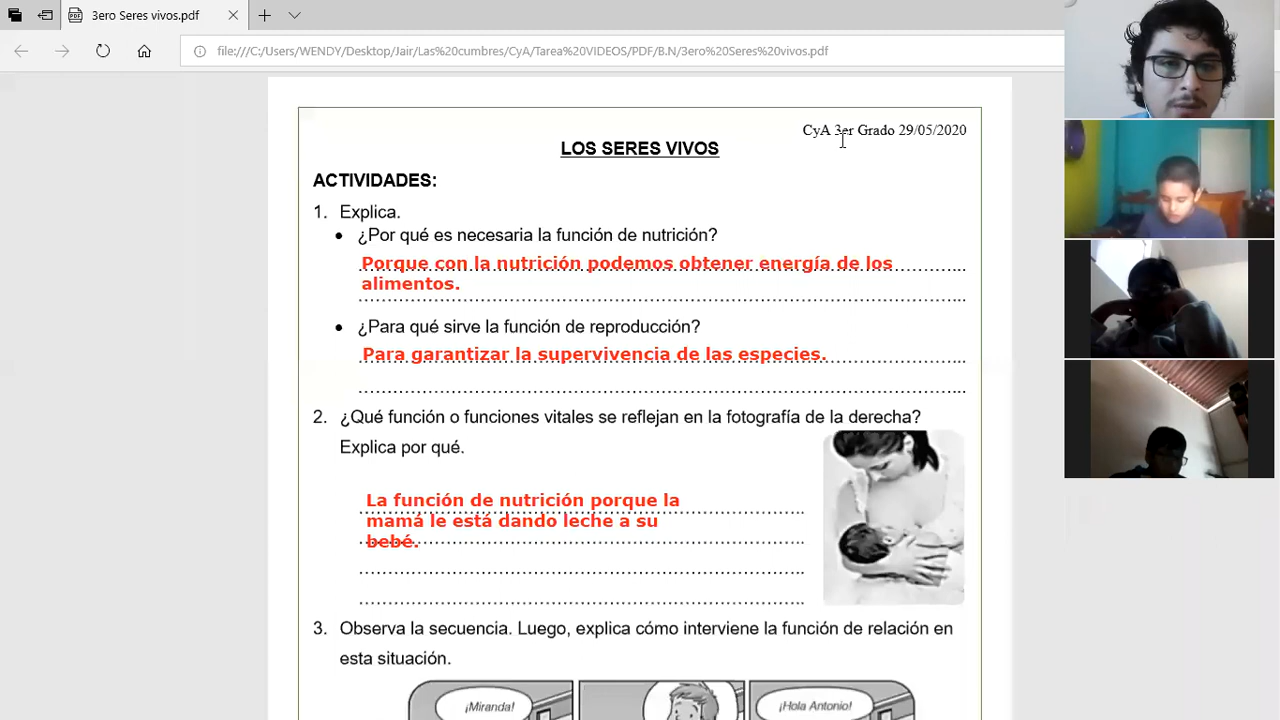 3ero Seres vivos.pdf
file:///C:/Users/WENDY/Desktop/Jair/Las%20cumbres/CyA/Tarea%20VIDEOS/PDF/B.N/3ero%20Seres%20vivos.pdf
CyA 3er Grado 29/05/2020
LOS SERES VIVOS
ACTIVIDADES:
1. Explica.
• ¿Por qué es necesaria la función de nutrición?
Porque con la nutrición podemos obtener energía de los
alimentos.
• ¿Para qué sirve la función de reproducción?
Para garantizar la supervivencia de las especies.
2. ¿Qué función o funciones vitales se reflejan en la fotografía de la derecha?
Explica por qué.
La función de nutrición porque la
mamá le está dando leche a su
bebé.
3. Observa la secuencia. Luego, explica cómo interviene la función de relación en
esta situación.
¡Miranda!
¡Hola Antonio!